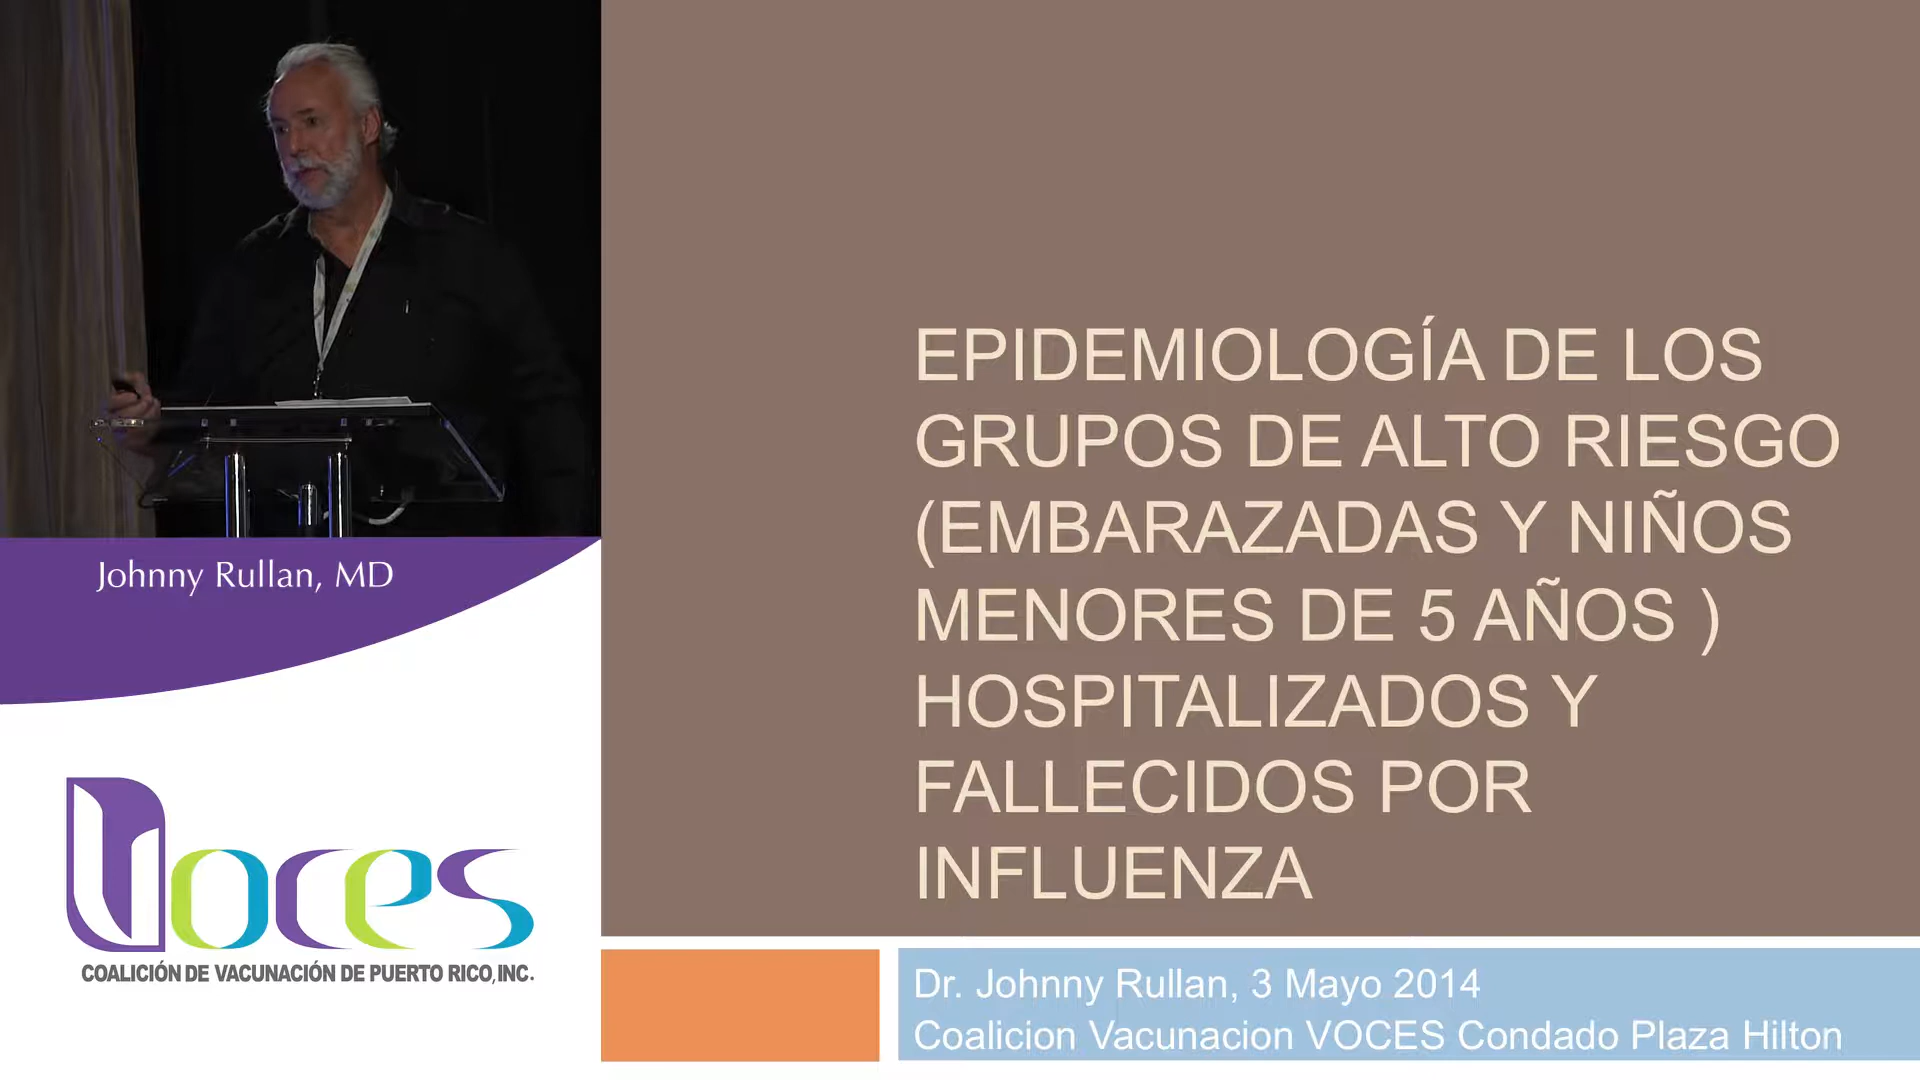 Johnny Rullan, MD
Voces
COALICIÓN DE VACUNACIÓN DE PUERTO RICO, INC.
EPIDEMIOLOGÍA DE LOS
GRUPOS DE ALTO RIESGO
(EMBARAZADAS Y NIÑOS
MENORES DE 5 AÑOS )
HOSPITALIZADOS Y
FALLECIDOS POR
INFLUENZA
Dr. Johnny Rullan, 3 Mayo 2014
Coalicion Vacunacion VOCES Condado Plaza Hilton